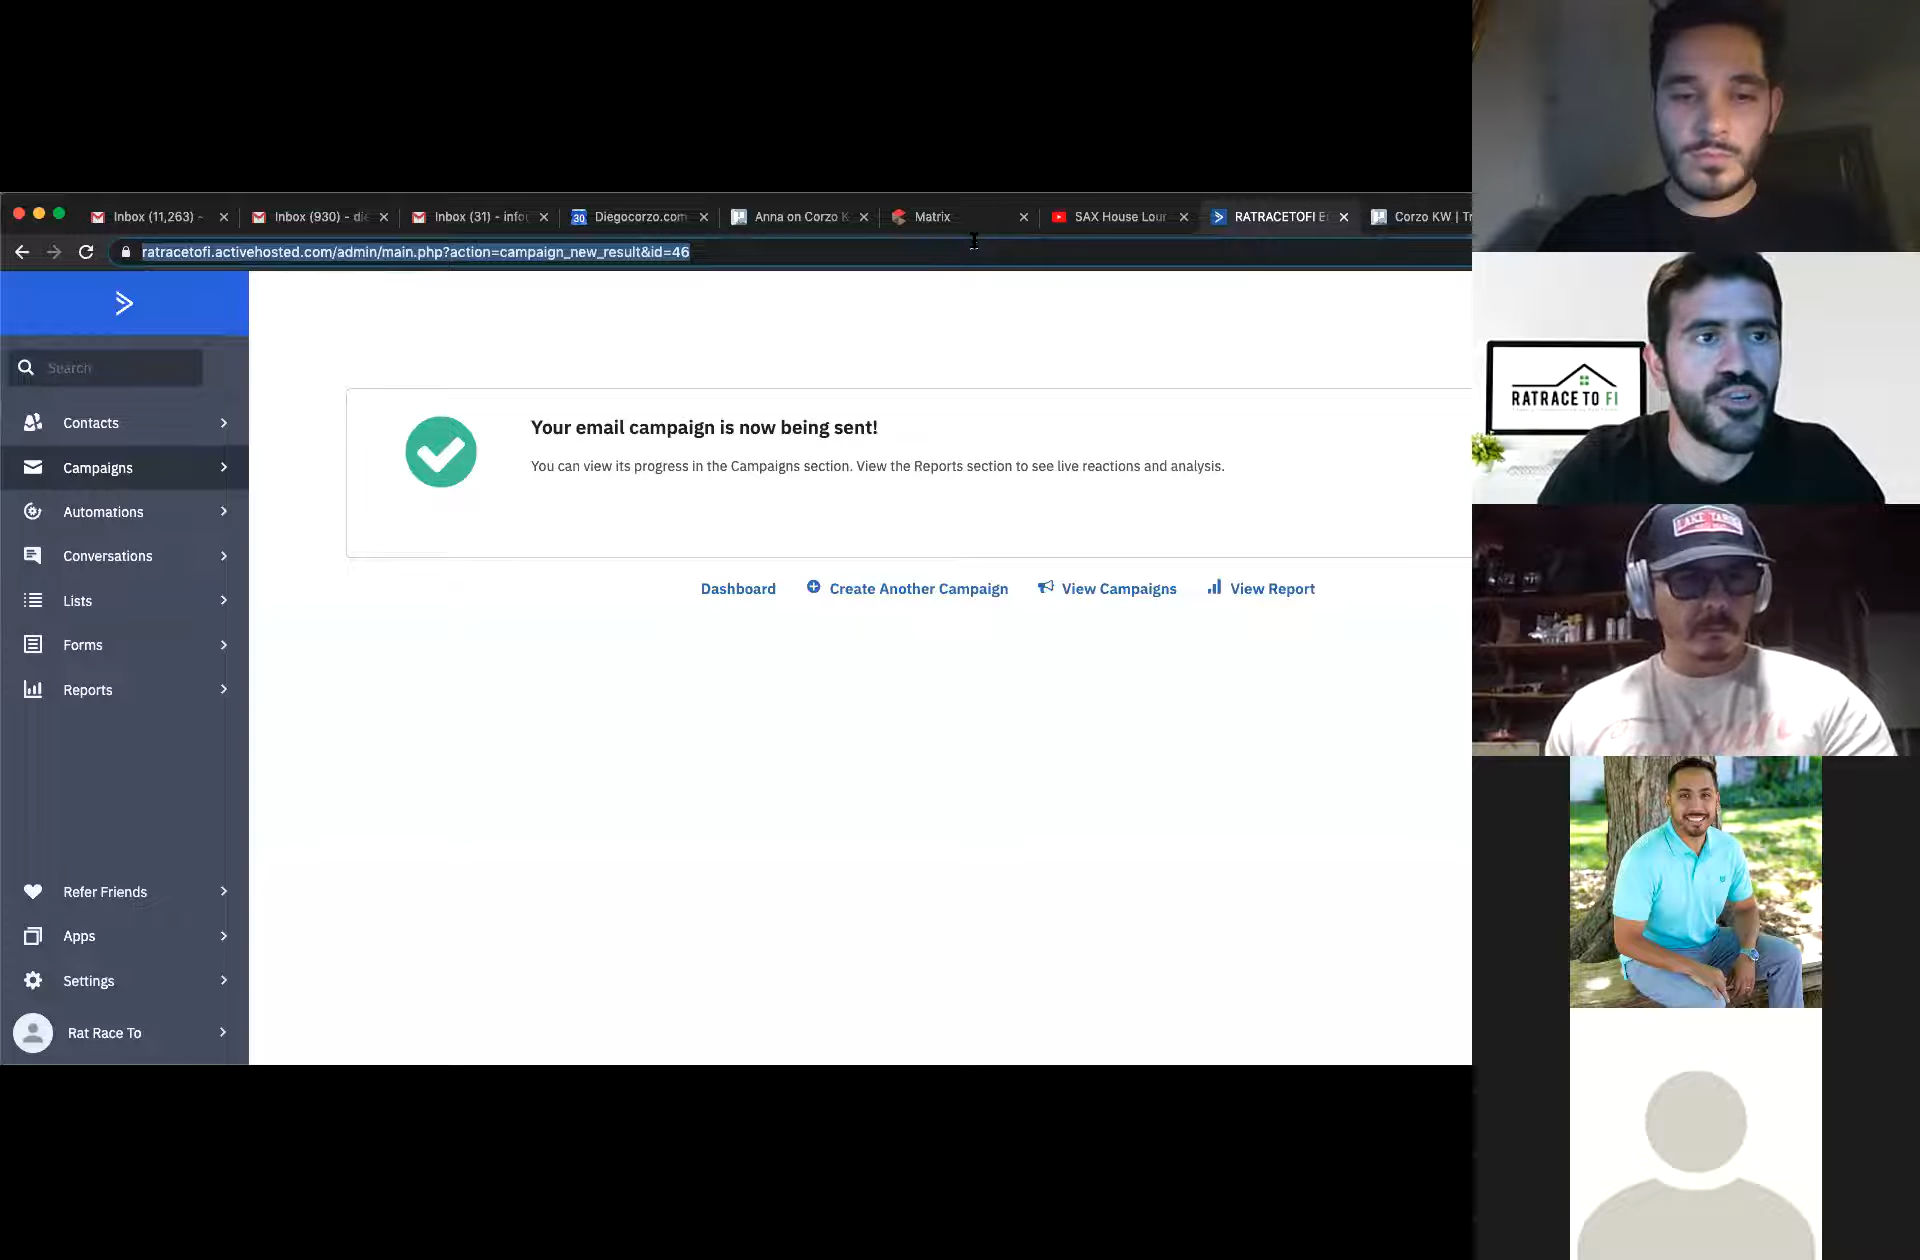 Inbox (11,263) -
Inbox (930) - di
Inbox (31) - info
30
Diegocorzo.com
Anna on Corzo K
Matrix
SAX House Lour
RATRACETOFI E
Corzo KW | Tr
ratracetofi.activehosted.com/admin/main.php?action=campaign_new_result&id=46
Search
Contacts
Campaigns
Automations
Conversations
Lists
Forms
Reports
Refer Friends
Apps
Settings
Rat Race To
Your email campaign is now being sent!
You can view its progress in the Campaigns section. View the Reports section to see live reactions and analysis.
Dashboard
Create Another Campaign
View Campaigns
View Report
RATRACE TO FI